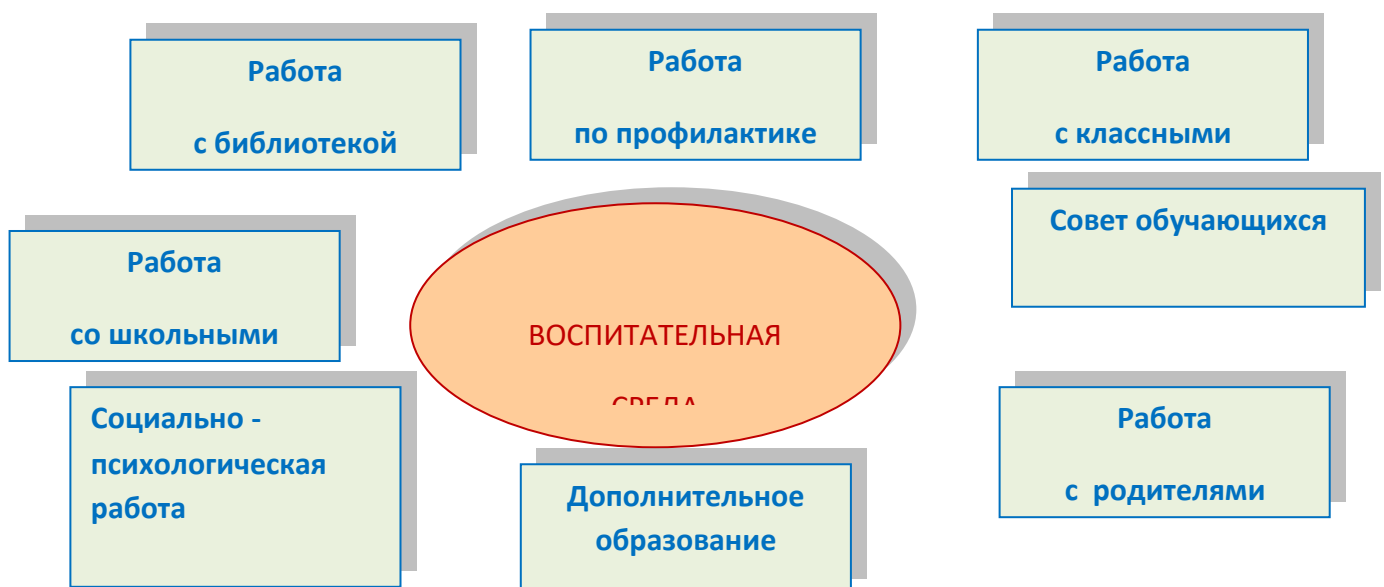 Работа
с библиотекой
Работа
по профилактике
Работа
с классными
Совет обучающихся
Работа
со школьными
ВОСПИТАТЕЛЬНАЯ
Социально -
психологическая
работа
Дополнительное
образование
Работа
с родителями